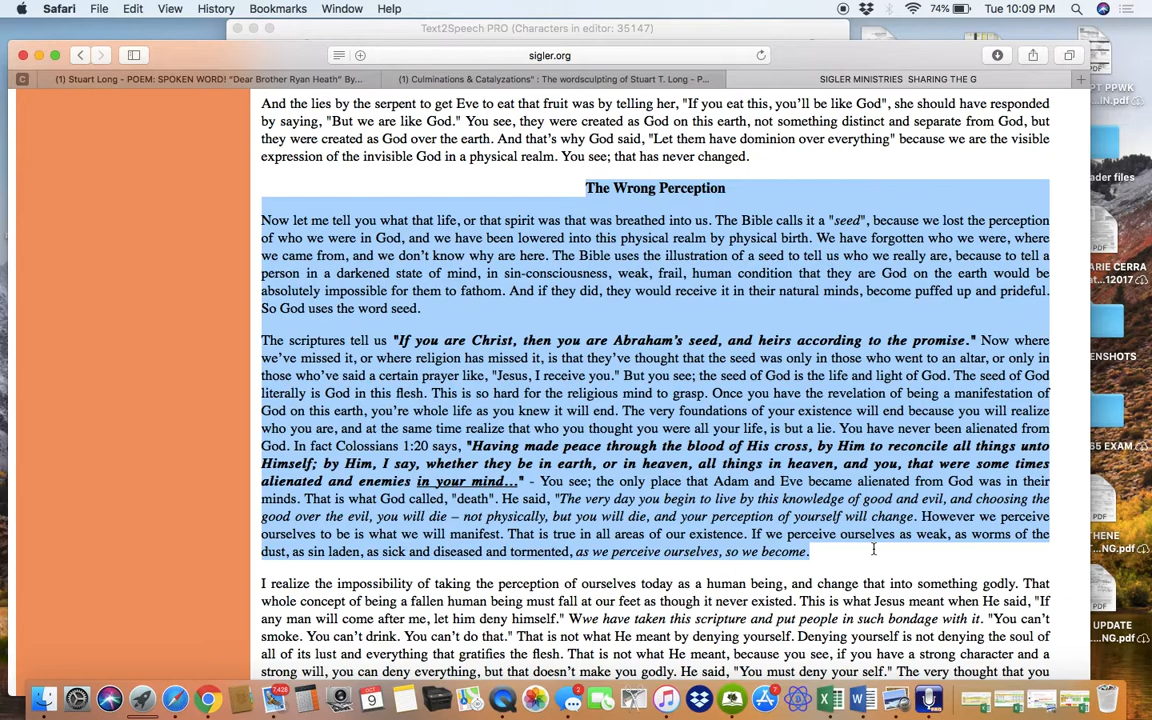 Safari File Edit View History Bookmarks Window Help 74% Tue 10:09 PM
Text2Speech PRO (Characters in editor: 35147)
sigler.org
C (1) Stuart Long - POEM: SPOKEN WORD! "Dear Brother Ryan Heath" By... (1) Culminations & Catalyzations" : The wordsculpting of Stuart T. Long - P... SIGLER MINISTRIES SHARING THE G
And the lies by the serpent to get Eve to eat that fruit was by telling her, "If you eat this, you'll be like God", she should have responded
by saying, "But we are like God." You see, they were created as God on this earth, not something distinct and separate from God, but
they were created as God over the earth. And that's why God said, "Let them have dominion over everything" because we are the visible
expression of the invisible God in a physical realm. You see; that has never changed.
The Wrong Perception
Now let me tell you what that life, or that spirit was that was breathed into us. The Bible calls it a "seed", because we lost the perception
of who we were in God, and we have been lowered into this physical realm by physical birth. We have forgotten who we were, where
we came from, and we don't know why are here. The Bible uses the illustration of a seed to tell us who we really are, because to tell a
person in a darkened state of mind, in sin-consciousness, weak, frail, human condition that they are God on the earth would be
absolutely impossible for them to fathom. And if they did, they would receive it in their natural minds, become puffed up and prideful.
So God uses the word seed.
The scriptures tell us "If you are Christ, then you are Abraham's seed, and heirs according to the promise." Now where
we've missed it, or where religion has missed it, is that they've thought that the seed was only in those who went to an altar, or only in
those who've said a certain prayer like, "Jesus, I receive you." But you see; the seed of God is the life and light of God. The seed of God
literally is God in this flesh. This is so hard for the religious mind to grasp. Once you have the revelation of being a manifestation of
God on this earth, you're whole life as you knew it will end. The very foundations of your existence will end because you will realize
who you are, and at the same time realize that who you thought you were all your life, is but a lie. You have never been alienated from
God. In fact Colossians 1:20 says, "Having made peace through the blood of His cross, by Him to reconcile all things unto
Himself; by Him, I say, whether they be in earth, or in heaven, all things in heaven, and you, that were some times
alienated and enemies in your mind..." - You see; the only place that Adam and Eve became alienated from God was in their
minds. That is what God called, "death". He said, "The very day you begin to live by this knowledge of good and evil, and choosing the
good over the evil, you will die – not physically, but you will die, and your perception of yourself will change. However we perceive
ourselves to be is what we will manifest. That is true in all areas of our existence. If we perceive ourselves as weak, as worms of the
dust, as sin laden, as sick and diseased and tormented, as we perceive ourselves, so we become.
I realize the impossibility of taking the perception of ourselves today as a human being, and change that into something godly. That
whole concept of being a fallen human being must fall at our feet as though it never existed. This is what Jesus meant when He said, "If
any man will come after me, let him deny himself." Wwe have taken this scripture and put people in such bondage with it. "You can't
smoke. You can't drink. You can't do that." That is not what He meant by denying yourself. Denying yourself is not denying the soul of
all of its lust and everything that gratifies the flesh. That is not what He meant, because you see, if you have a strong character and a
strong will, you can deny everything, but that doesn't make you godly. He said, "You must deny your self." The very thought that you
PT PPWK
IN.pdf
ader files
PDF
ARIE CERRA
12017
ENSHOTS
65 EXAM
PDF
THENE
NG.pdf
PDF
UPDATE
NG.pdf
7,428
OCT
9
2
7